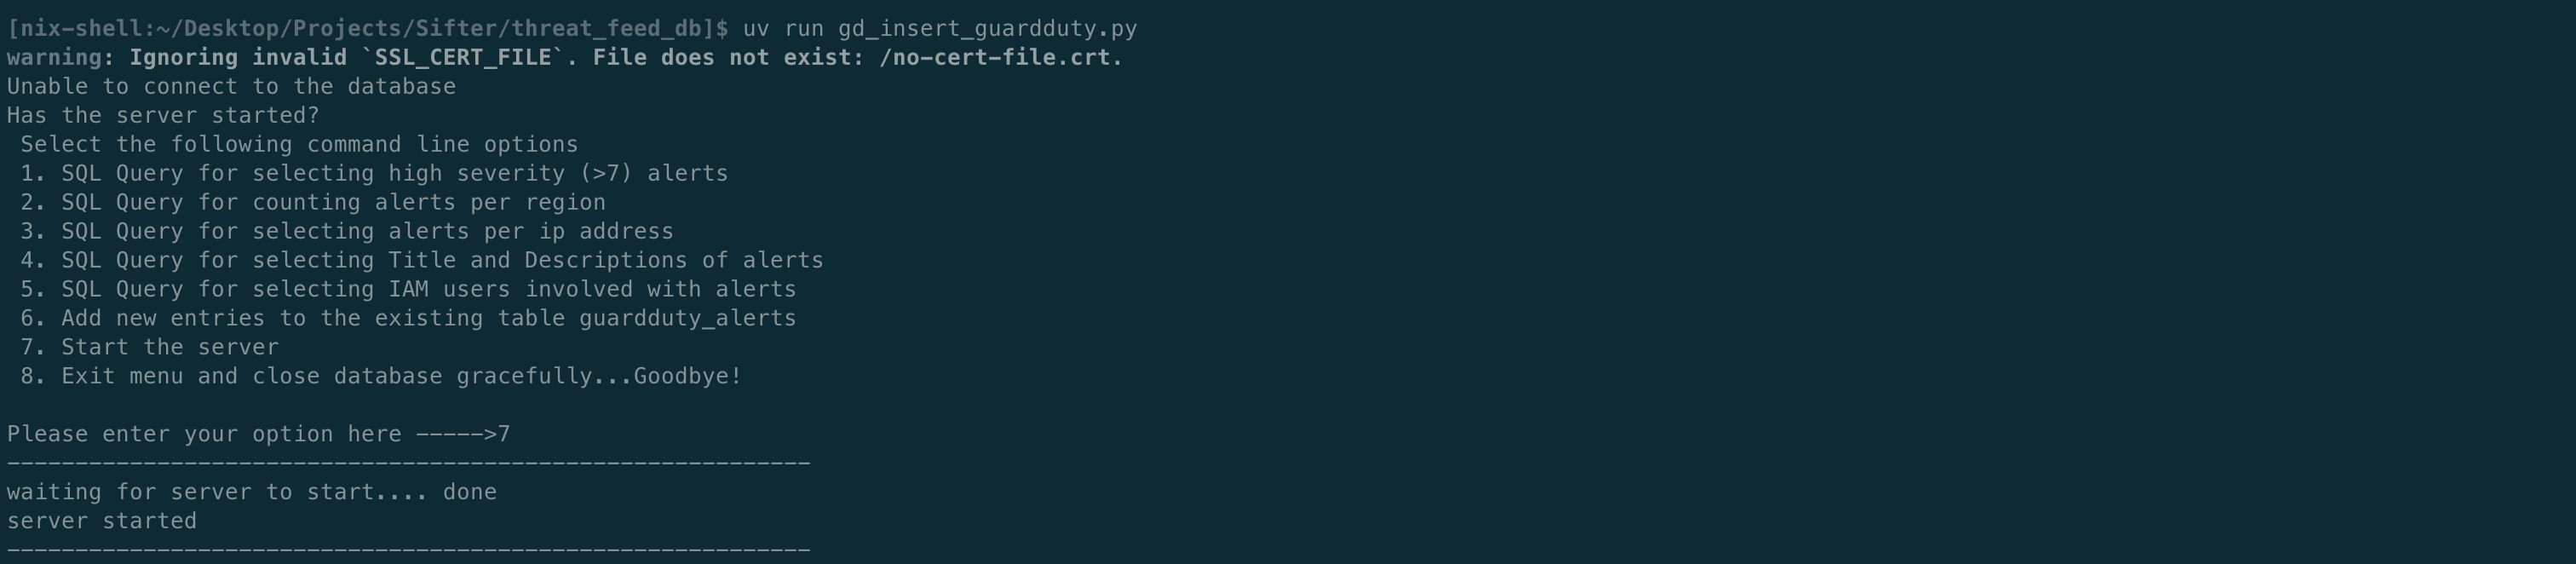 [nix-shell:~/Desktop/Projects/Sifter/threat_feed_db]$ uv run gd_insert_guardduty.py
warning: Ignoring invalid `SSL_CERT_FILE`. File does not exist: /no-cert-file.crt.
Unable to connect to the database
Has the server started?
 Select the following command line options
 1. SQL Query for selecting high severity (>7) alerts
 2. SQL Query for counting alerts per region
 3. SQL Query for selecting alerts per ip address
 4. SQL Query for selecting Title and Descriptions of alerts
 5. SQL Query for selecting IAM users involved with alerts
 6. Add new entries to the existing table guardduty_alerts
 7. Start the server
 8. Exit menu and close database gracefully...Goodbye!

Please enter your option here ----->7
-----------------------------------------------------------
waiting for server to start.... done
server started
-----------------------------------------------------------